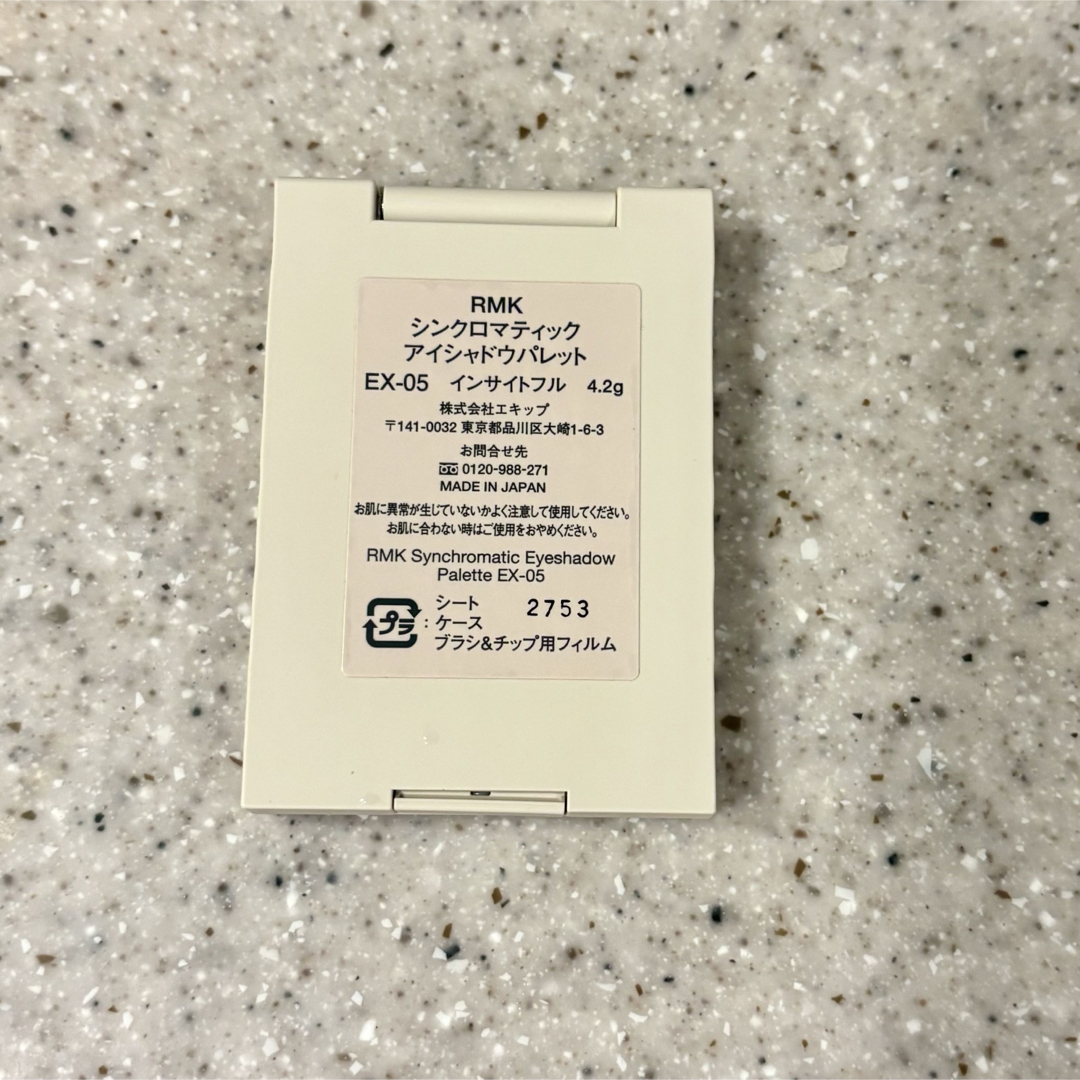 RMK
シンクロマティック
アイシャドウパレット
EX-05 インサイトフル 4.2g
株式会社エキップ
〒141-0032 東京都品川区大崎1-6-3
お問合せ先
0120-988-271
MADE IN JAPAN
お肌に異常が生じていないかよく注意して使用してください。
お肌に合わない時はご使用をおやめください。
RMK Synchromatic Eyeshadow
Palette EX-05
シート 2753
プラ : ケース
ブラシ&チップ用フィルム